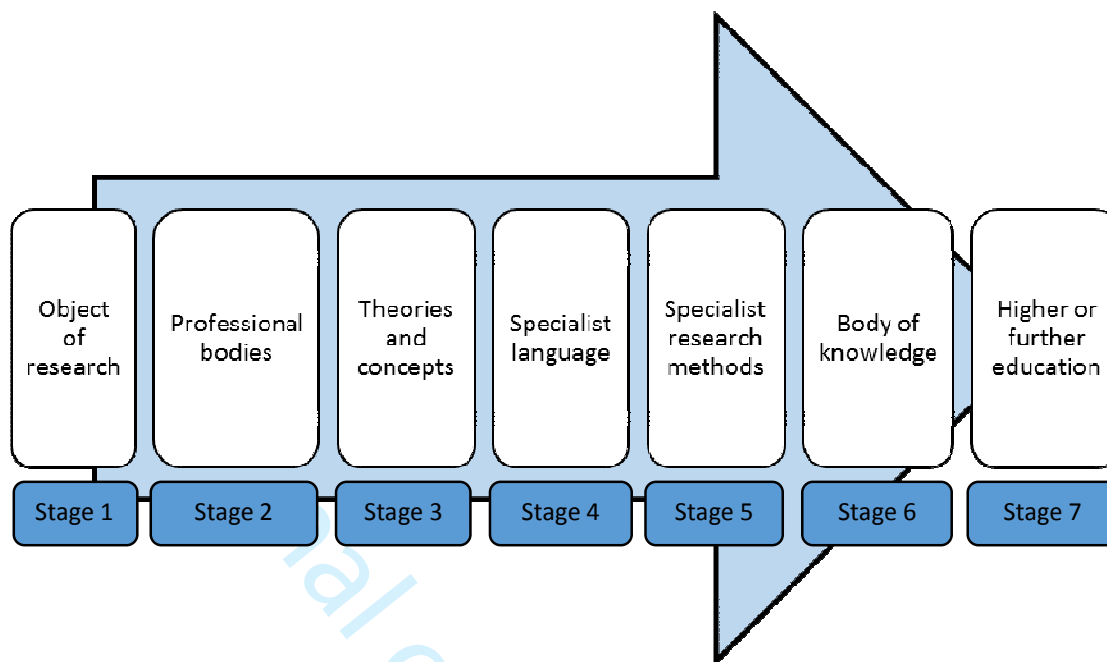 Object
of
research
Professional
bodies
Theories
and
concepts
Specialist
language
Specialist
research
methods
Body of
knowledge
Higher or
further
education
Stage 1
Stage 2
Stage 3
Stage 4
Stage 5
Stage 6
Stage 7